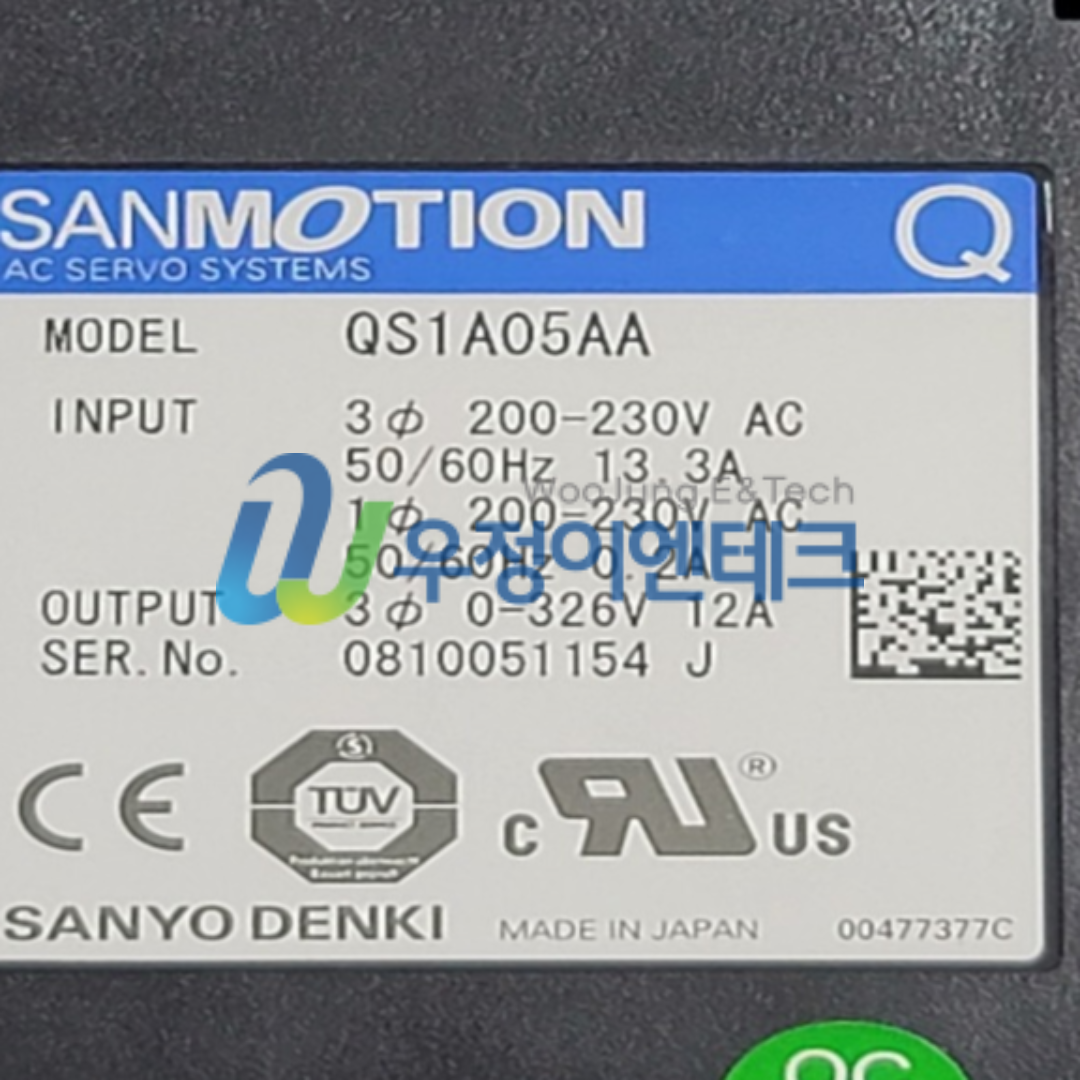 SANMOTION Q
AC SERVO SYSTEMS
MODEL QS1A05AA
INPUT 3φ 200-230V AC
50/60Hz 13.3A
WooJung E&Tech
1φ 200-230V AC
우정이엔테크
50/60Hz 0.2A
OUTPUT 3φ 0-326V 12A
SER.No. 0810051154 J
CE TÜV c RU ® US
SANYO DENKI MADE IN JAPAN 00477377C